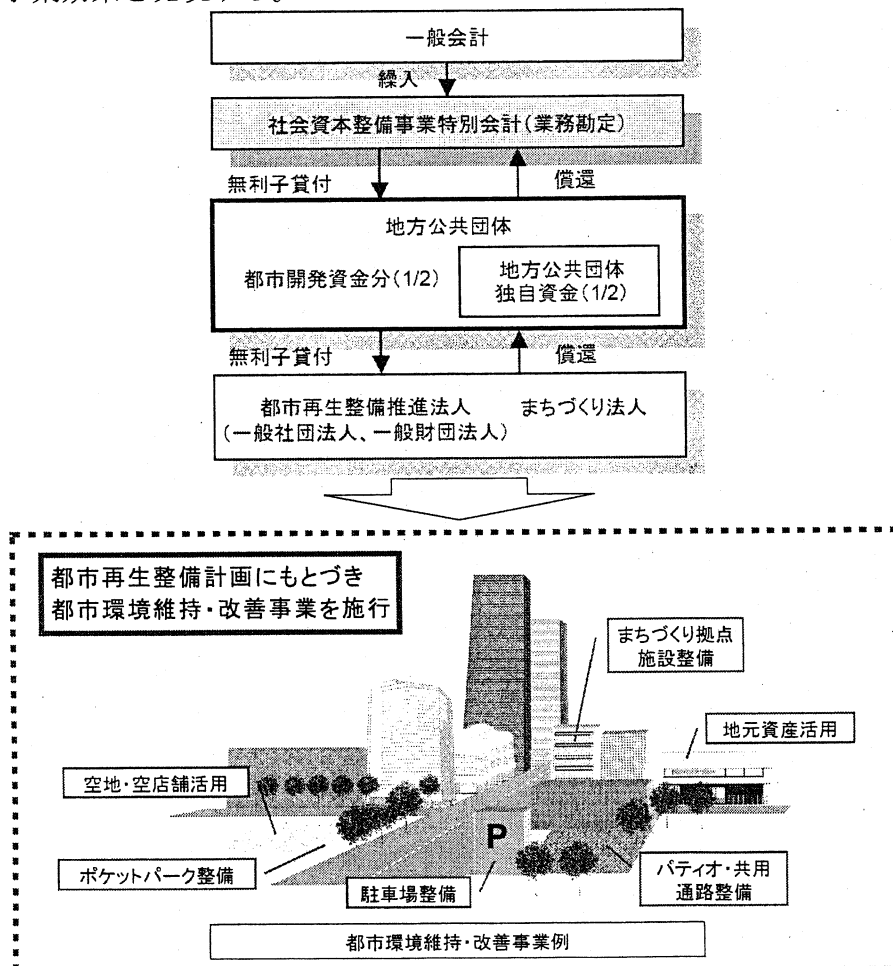 一般会計
繰入
社会資本整備事業特別会計(業務勘定)
無利子貸付
償還
地方公共団体
都市開発資金分(1/2)
地方公共団体
独自資金(1/2)
無利子貸付
償還
都市再生整備推進法人
(一般社団法人、一般財団法人)
まちづくり法人
都市再生整備計画にもとづき
都市環境維持・改善事業を施行
まちづくり拠点
施設整備
地元資産活用
空地・空店舗活用
P
ポケットパーク整備
駐車場整備
パティオ・共用
通路整備
都市環境維持・改善事業例